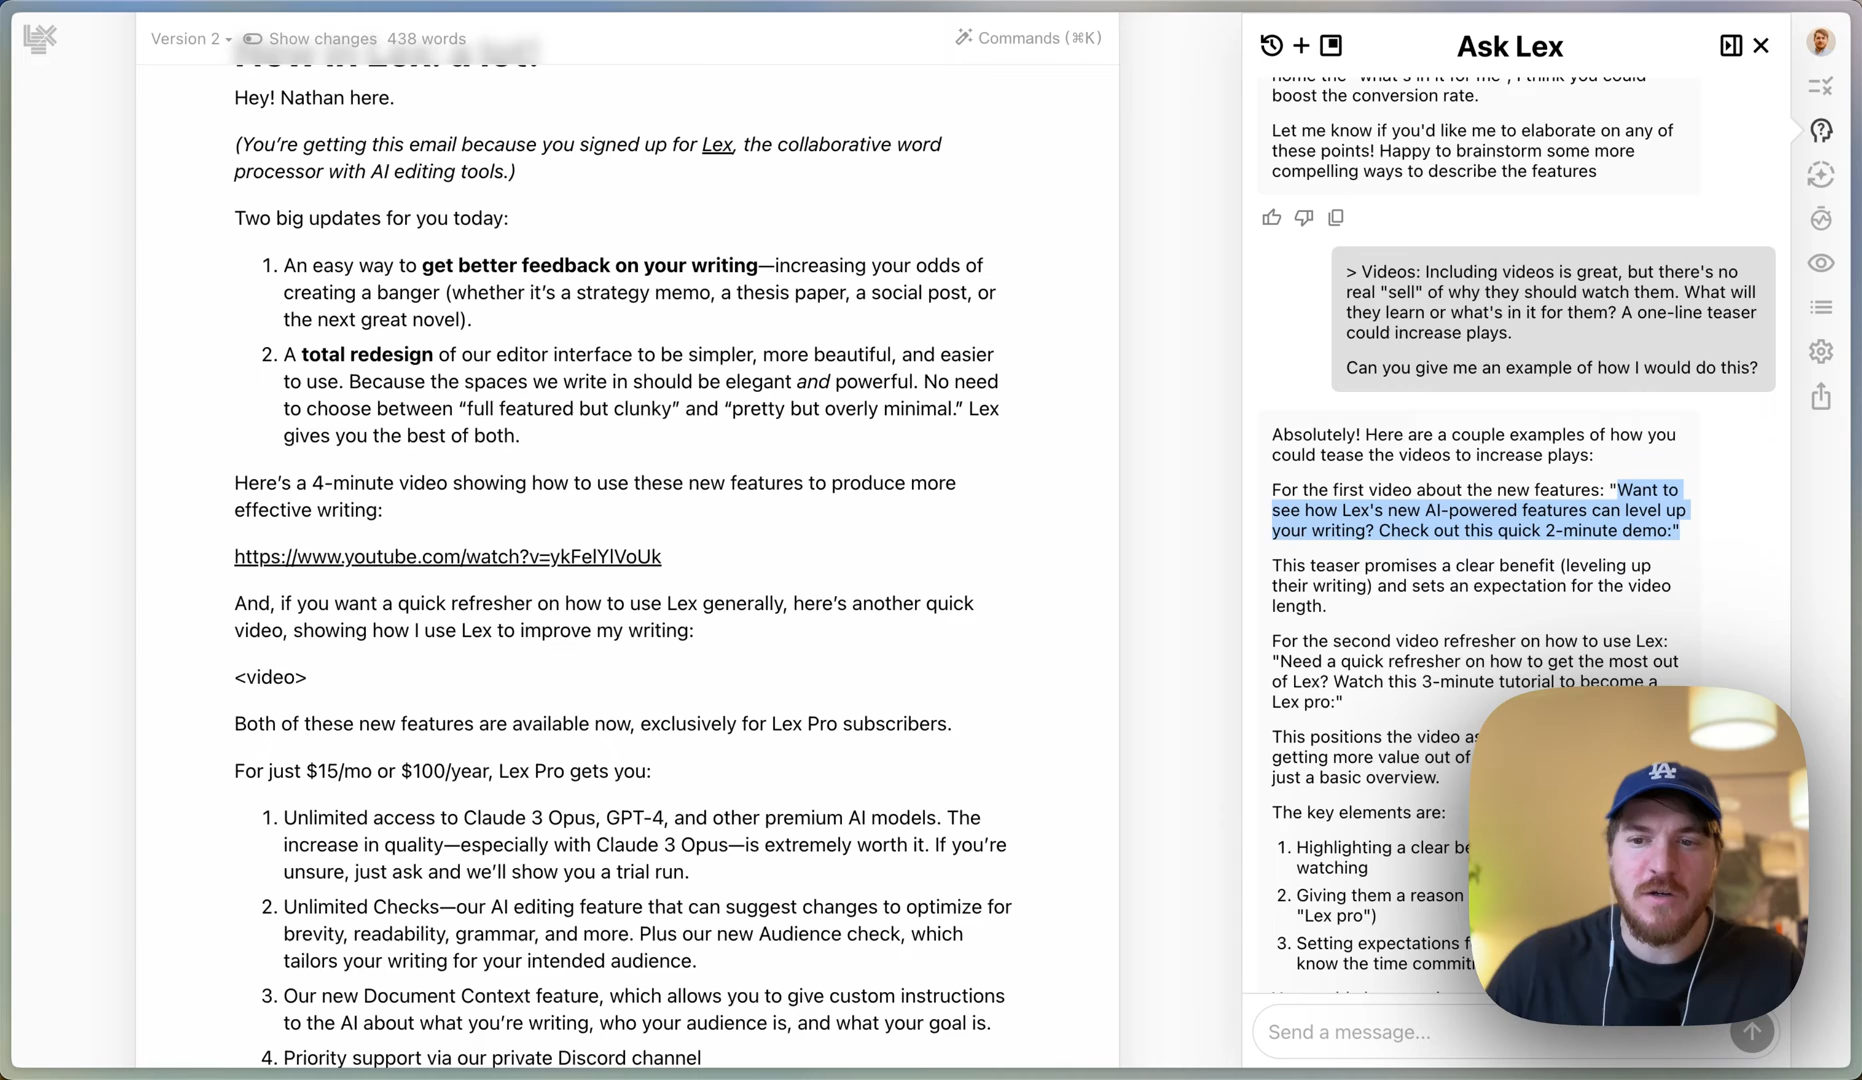 LEX
Version 2
Show changes
438 words
Commands (⌘K)
Hey! Nathan here.
(You’re getting this email because you signed up for Lex, the collaborative word
processor with AI editing tools.)
Two big updates for you today:
1. An easy way to get better feedback on your writing—increasing your odds of
creating a banger (whether it’s a strategy memo, a thesis paper, a social post, or
the next great novel).
2. A total redesign of our editor interface to be simpler, more beautiful, and easier
to use. Because the spaces we write in should be elegant and powerful. No need
to choose between “full featured but clunky” and “pretty but overly minimal.” Lex
gives you the best of both.
Here’s a 4-minute video showing how to use these new features to produce more
effective writing:
https://www.youtube.com/watch?v=ykFelYlVoUk
And, if you want a quick refresher on how to use Lex generally, here’s another quick
video, showing how I use Lex to improve my writing:
<video>
Both of these new features are available now, exclusively for Lex Pro subscribers.
For just $15/mo or $100/year, Lex Pro gets you:
1. Unlimited access to Claude 3 Opus, GPT-4, and other premium AI models. The
increase in quality—especially with Claude 3 Opus—is extremely worth it. If you’re
unsure, just ask and we’ll show you a trial run.
2. Unlimited Checks—our AI editing feature that can suggest changes to optimize for
brevity, readability, grammar, and more. Plus our new Audience check, which
tailors your writing for your intended audience.
3. Our new Document Context feature, which allows you to give custom instructions
to the AI about what you’re writing, who your audience is, and what your goal is.
4. Priority support via our private Discord channel
Ask Lex
home the "what's in it for me", I think you could
boost the conversion rate.
Let me know if you'd like me to elaborate on any of
these points! Happy to brainstorm some more
compelling ways to describe the features
> Videos: Including videos is great, but there's no
real "sell" of why they should watch them. What will
they learn or what's in it for them? A one-line teaser
could increase plays.
Can you give me an example of how I would do this?
Absolutely! Here are a couple examples of how you
could tease the videos to increase plays:
For the first video about the new features: "Want to
see how Lex's new AI-powered features can level up
your writing? Check out this quick 2-minute demo:"
This teaser promises a clear benefit (leveling up
their writing) and sets an expectation for the video
length.
For the second video refresher on how to use Lex:
"Need a quick refresher on how to get the most out
of Lex? Watch this 3-minute tutorial to become a
Lex pro:"
This positions the video as
getting more value out of
just a basic overview.
The key elements are:
1. Highlighting a clear
watching
2. Giving them a reason
"Lex pro")
3. Setting expectations
know the time
Send a message...
LA